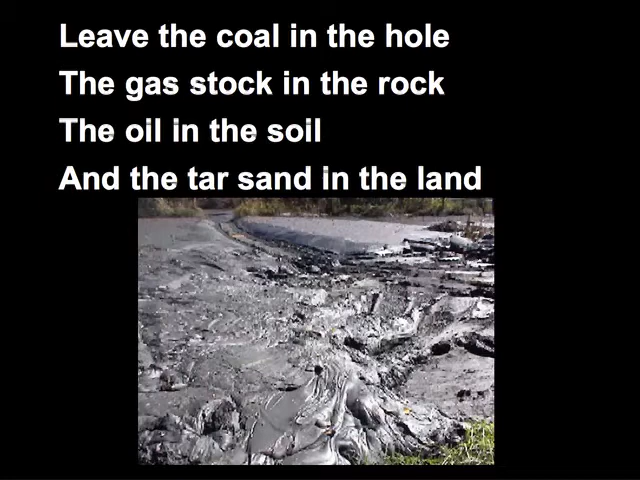 Leave the coal in the hole
The gas stock in the rock
The oil in the soil
And the tar sand in the land